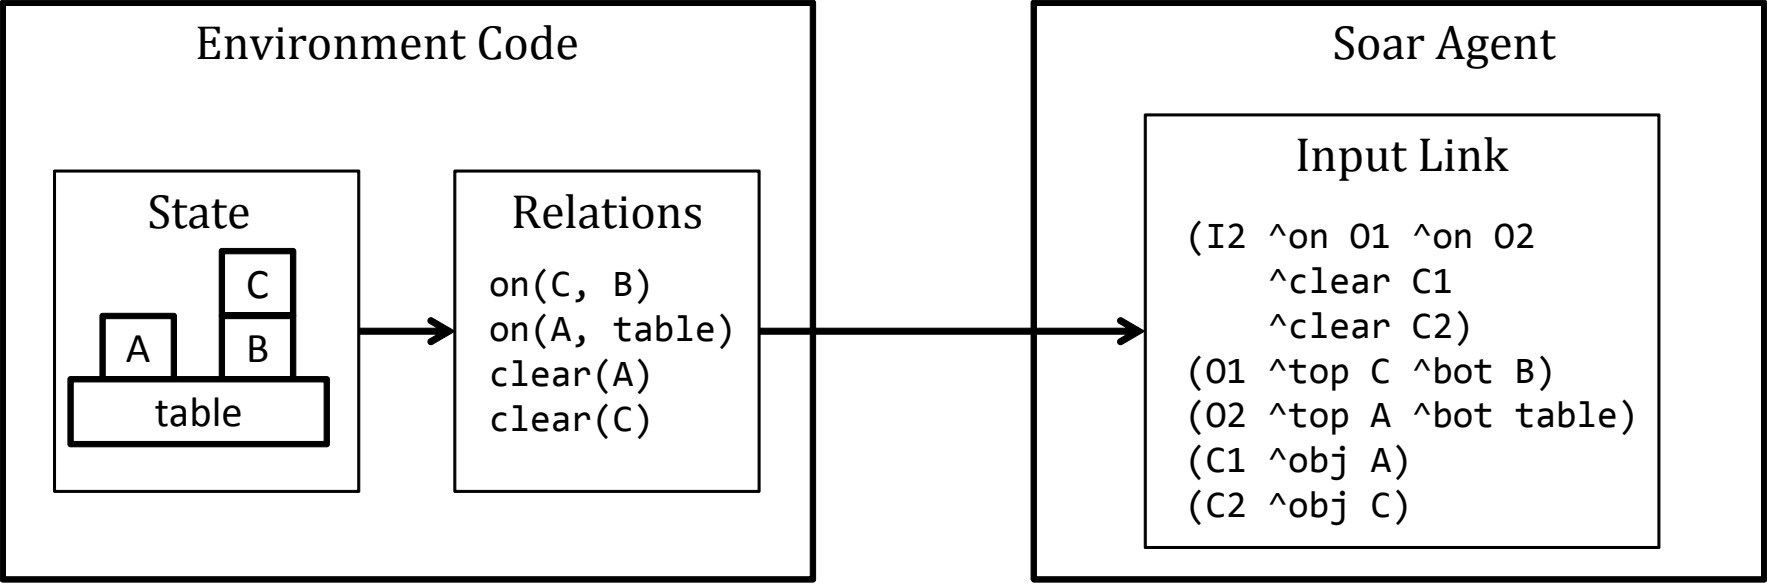 Environment Code
State
C
A
B
table
Relations
on(C, B)
on(A, table)
clear(A)
clear(C)
Soar Agent
Input Link
(I2 ^on O1 ^on O2
^clear C1
^clear C2)
(O1 ^top C ^bot B)
(O2 ^top A ^bot table)
(C1 ^obj A)
(C2 ^obj C)